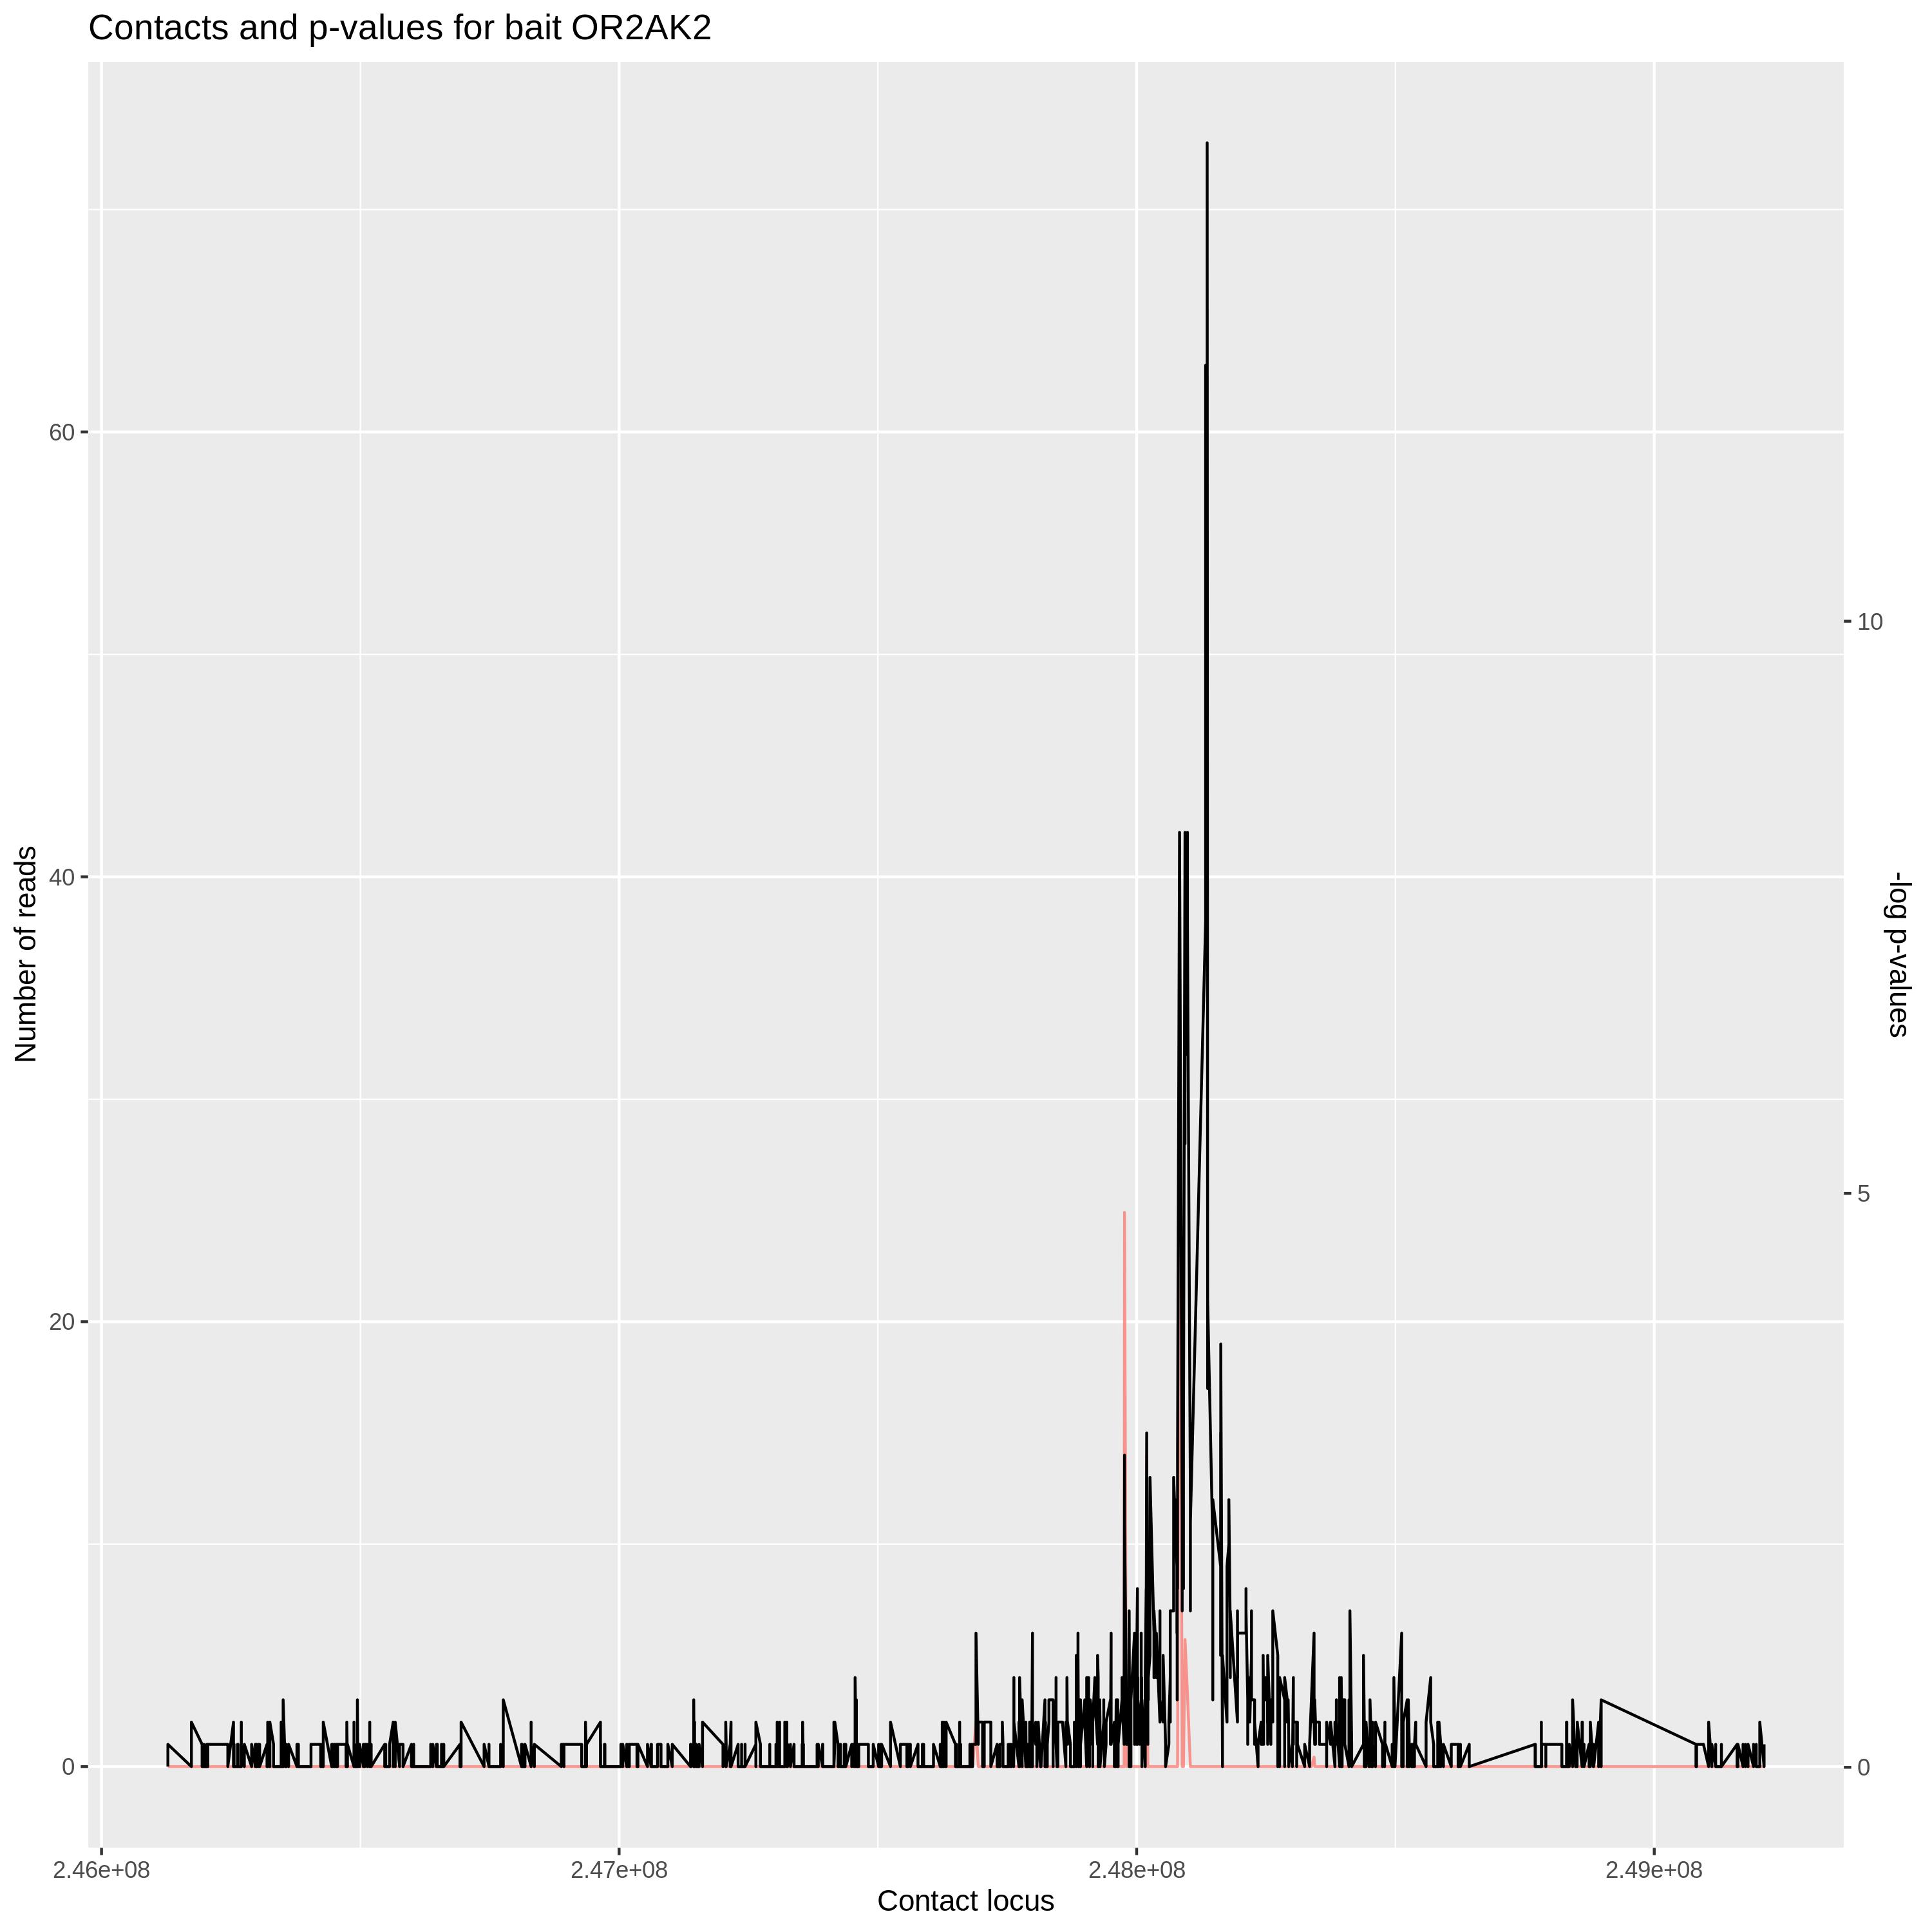 Contacts and p-values for bait OR2AK2
60
40
20
0
Number of reads
10
5
0
-log p-values
2.46e+08
2.47e+08
2.48e+08
2.49e+08
Contact locus